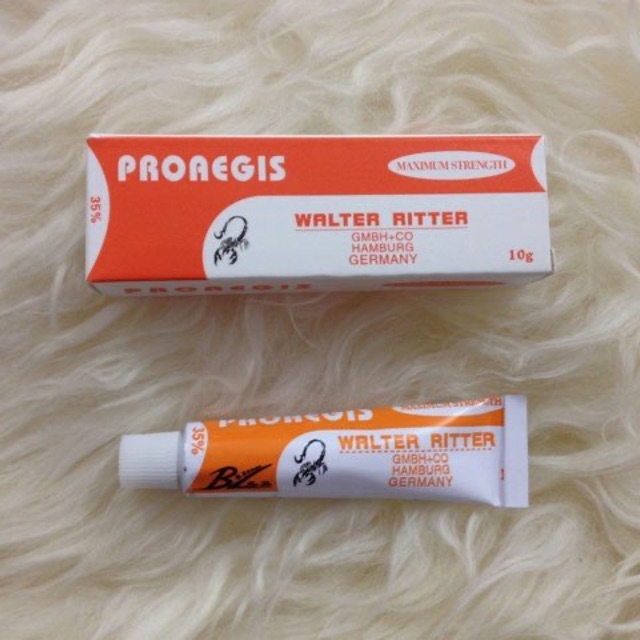 PROAEGIS
MAXIMUM STRENGTH
35%
WALTER RITTER
GMBH+CO
HAMBURG
GERMANY
10g
PROAEGIS
PROAEGIS
35%
WALTER RITTER
GMBH+CO
HAMBURG
GERMANY